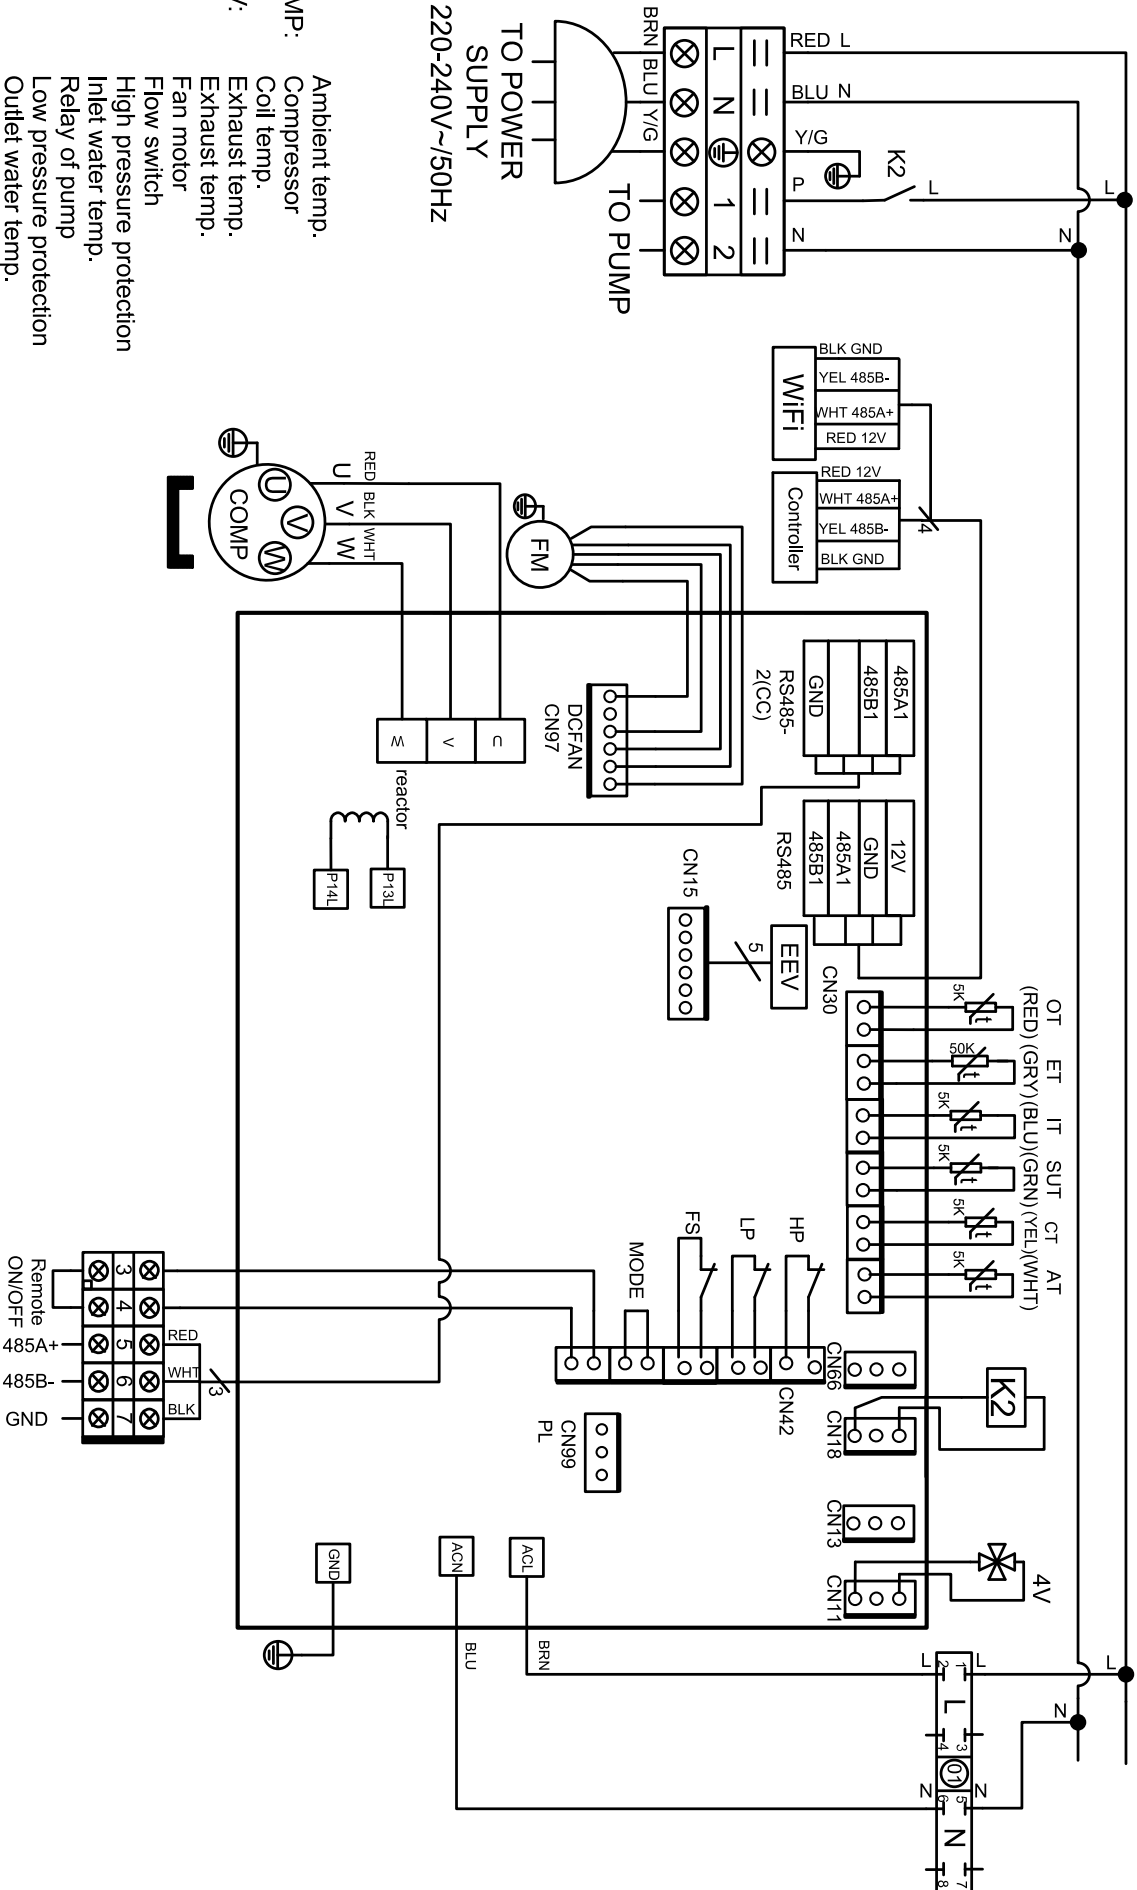 RED L
BLU N
Y/G
P
N
K2
L
L
N
BRN
BLU
Y/G
L
N
1
2
TO POWER
SUPPLY
220-240V~/50Hz
TO PUMP
MP:
V:
Ambient temp.
Compressor
Coil temp.
Exhaust temp.
Exhaust temp.
Fan motor
Flow switch
High pressure protection
Inlet water temp.
Relay of pump
Low pressure protection
Outlet water temp.
BLK GND
YEL 485B-
WHT 485A+
RED 12V
WiFi
RED 12V
WHT 485A+
YEL 485B-
BLK GND
Controller
4
RED
BLK
WHT
U
V
W
U
V
W
COMP
FM
485A1
485B1
GND
RS485-
2(CC)
DCFAN
CN97
U
V
W
reactor
P13L
P14L
12V
GND
485A1
485B1
RS485
CN15
5
EEV
CN30
OT
(RED)
5K
t
ET
(GRY)
50K
t
IT
(BLU)
5K
t
SUT
(GRN)
5K
t
CT
(YEL)
5K
t
AT
(WHT)
5K
t
HP
LP
FS
MODE
CN42
CN66
CN18
K2
CN13
CN11
4V
CN99
PL
Remote
ON/OFF
485A+
485B-
GND
3
4
5
6
7
RED
WHT
BLK
3
GND
ACN
ACL
BLU
BRN
L
L
L
2
1
L
4
3
01
N
N
N
6
5
N
8
7